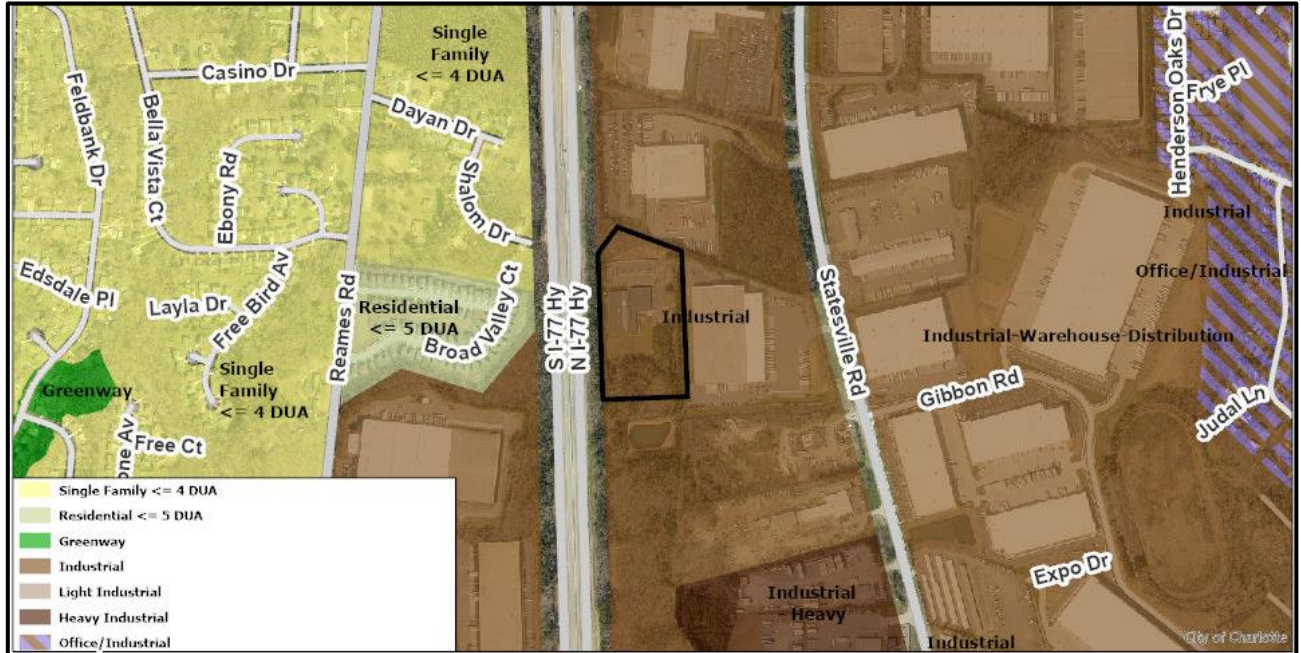 Feldbank Dr
Bella Vista Ct
Casino Dr
Ebony Rd
Single
Family
<= 4 DUA
Dayan Dr
Shalom Dr
Edsdale Pl
Layla Dr
Free Bird Av
Reames Rd
Residential
<= 5 DUA
Broad Valley Ct
S I-77 Hy
N I-77 Hy
Greenway
Single
Family
<= 4 DUA
one Av
Free Ct
Industrial
Statesville Rd
Henderson Oaks Dr
Frye Pl
Industrial
Office/Industrial
Industrial-Warehouse-Distribution
Gibbon Rd
Judal Ln
Expo Dr
Industrial
- Heavy
Industrial
City of Charlotte
Single Family <= 4 DUA
Residential <= 5 DUA
Greenway
Industrial
Light Industrial
Heavy Industrial
Office/Industrial